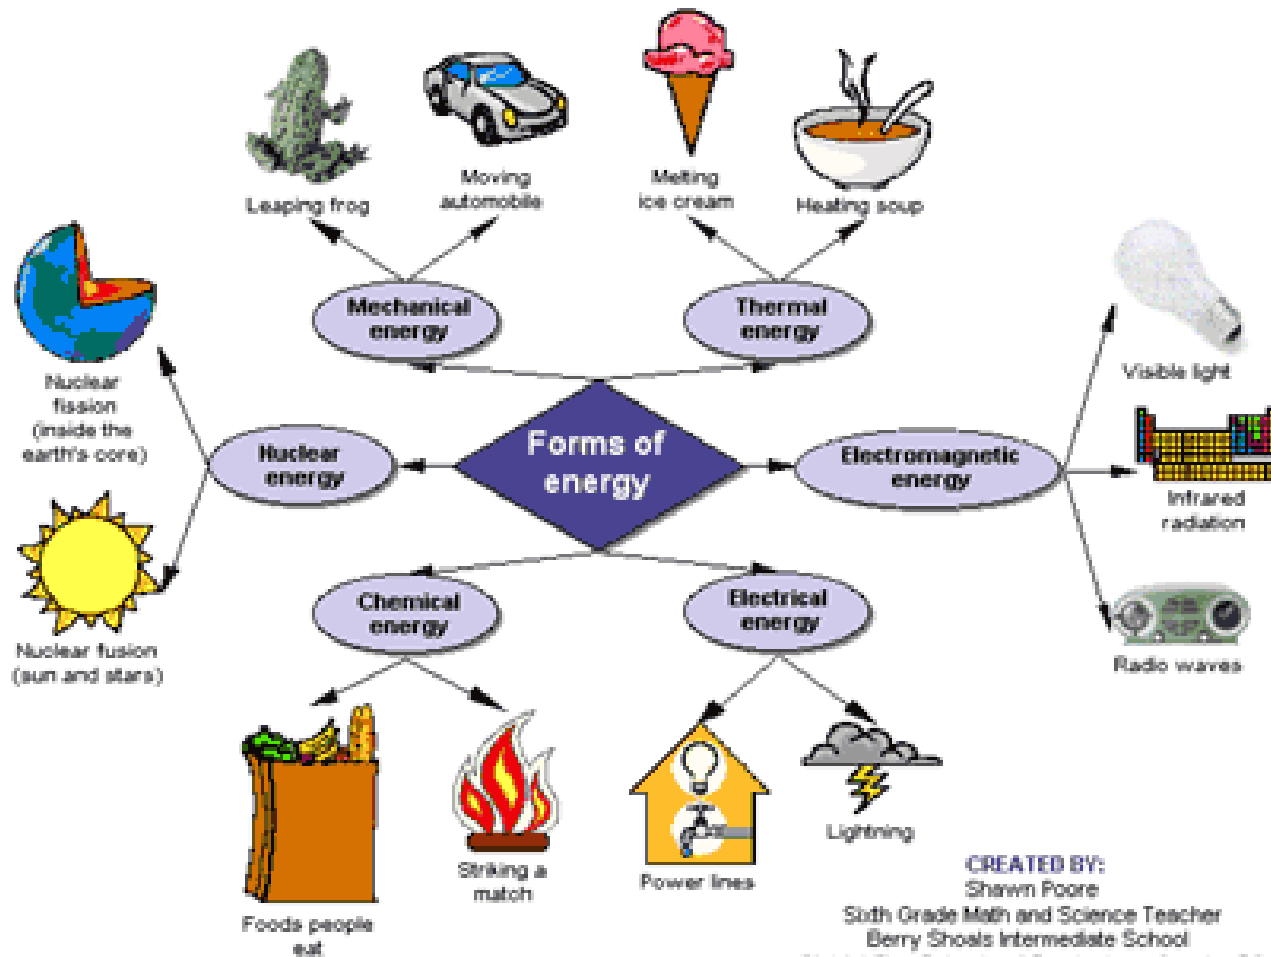 Leaping frog
Moving
automobile
Melting
ice cream
Heating soup
Mechanical
energy
Thermal
energy
Nuclear
fission
(inside the
earth's core)
Visible light
Nuclear
energy
Forms of
energy
Electromagnetic
energy
Infrared
radiation
Nuclear fusion
(sun and stars)
Chemical
energy
Electrical
energy
Radio waves
Foods people
eat
Striking a
match
Power lines
Lightning
CREATED BY:
Shawn Poore
Sixth Grade Math and Science Teacher
Berry Shoals Intermediate School